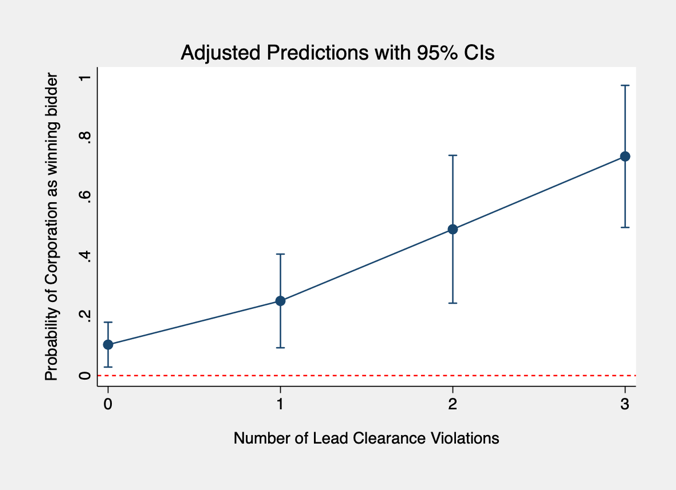 Adjusted Predictions with 95% CIs
Probability of Corporation as winning bidder
1
.8
.6
.4
.2
0
0 1 2 3
Number of Lead Clearance Violations